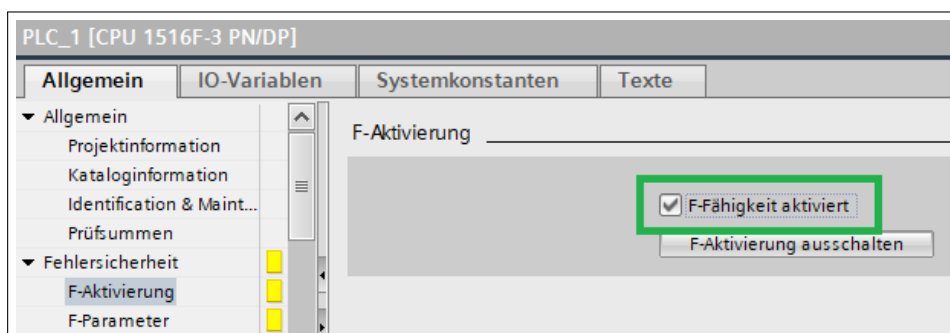 PLC_1 [CPU 1516F-3 PN/DP]
Allgemein IO-Variablen Systemkonstanten Texte
Allgemein
Projektinformation
Kataloginformation
Identification & Maint...
Prüfsummen
Fehlersicherheit
F-Aktivierung
F-Parameter
F-Aktivierung
F-Fähigkeit aktiviert
F-Aktivierung ausschalten